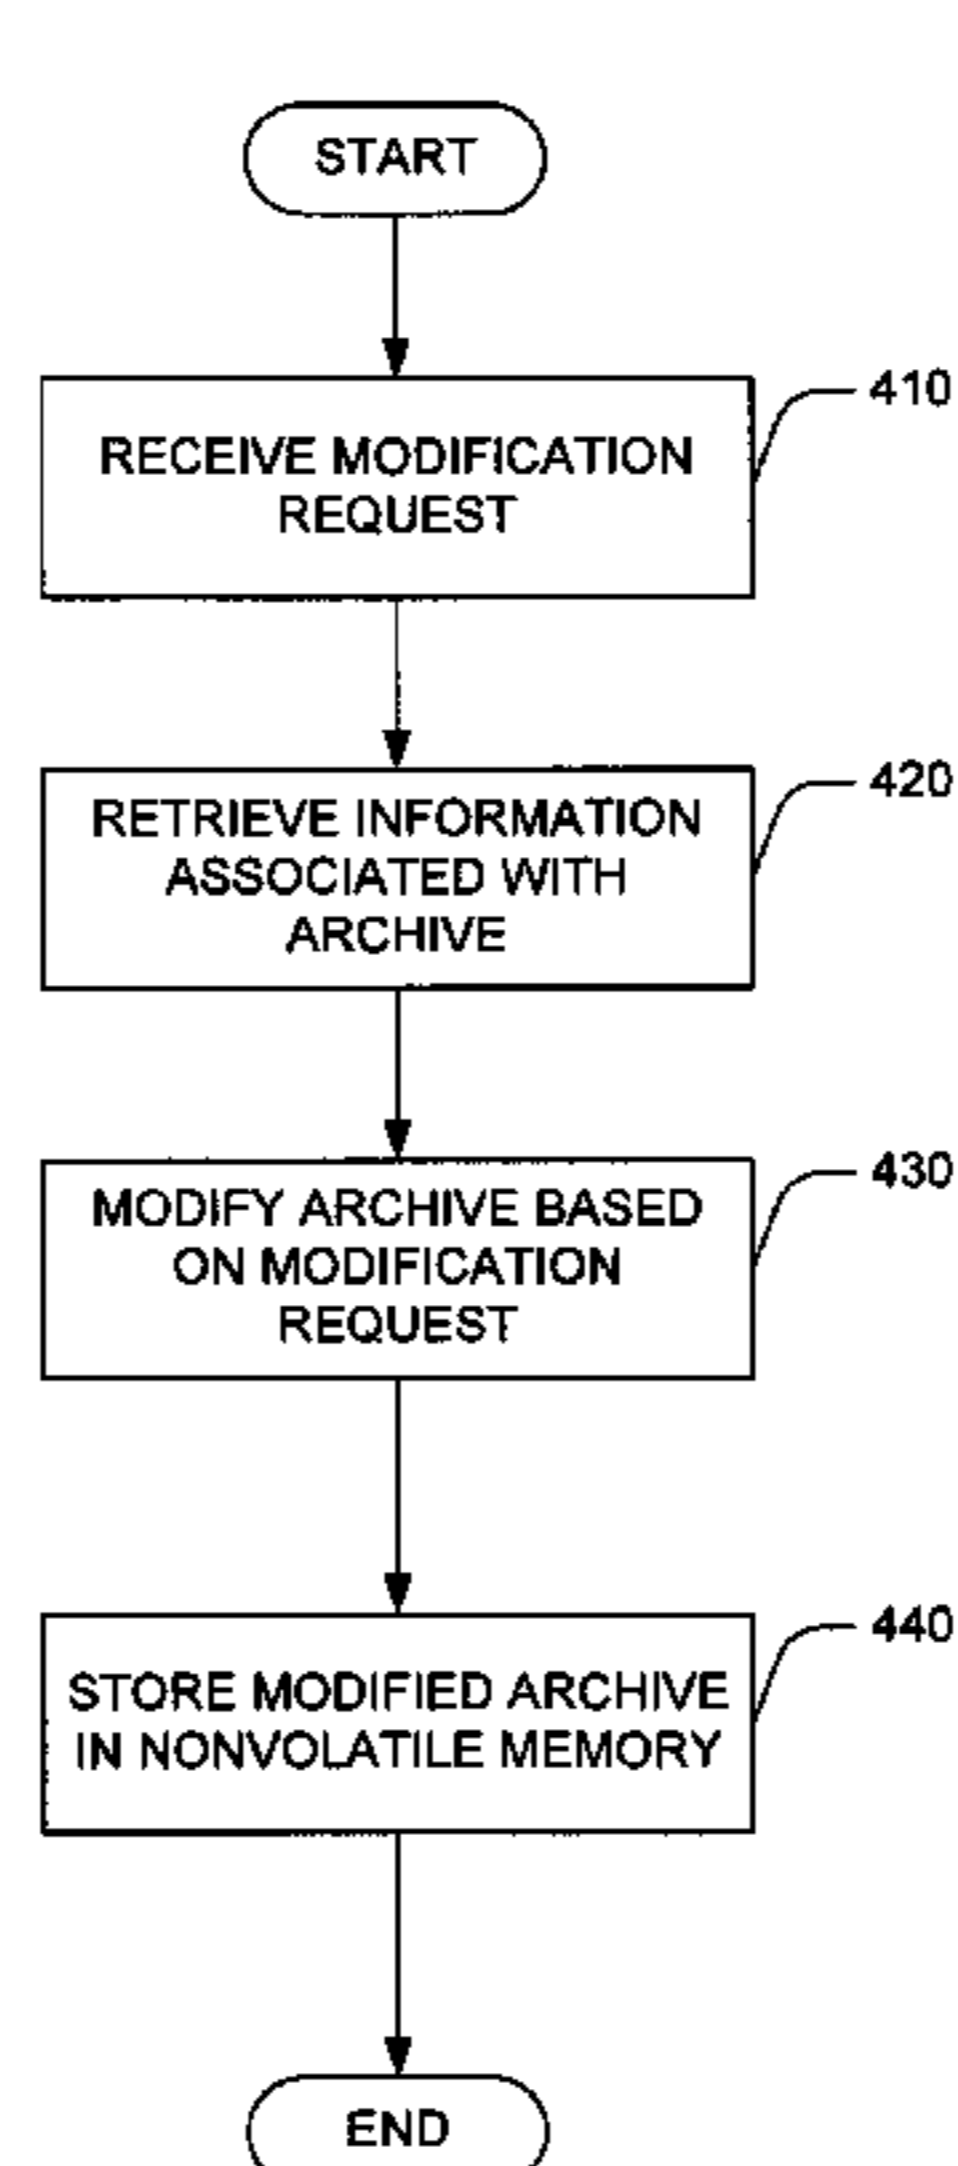 START
410
RECEIVE MODIFICATION
REQUEST
420
RETRIEVE INFORMATION
ASSOCIATED WITH
ARCHIVE
430
MODIFY ARCHIVE BASED
ON MODIFICATION
REQUEST
440
STORE MODIFIED ARCHIVE
IN NONVOLATILE MEMORY
END